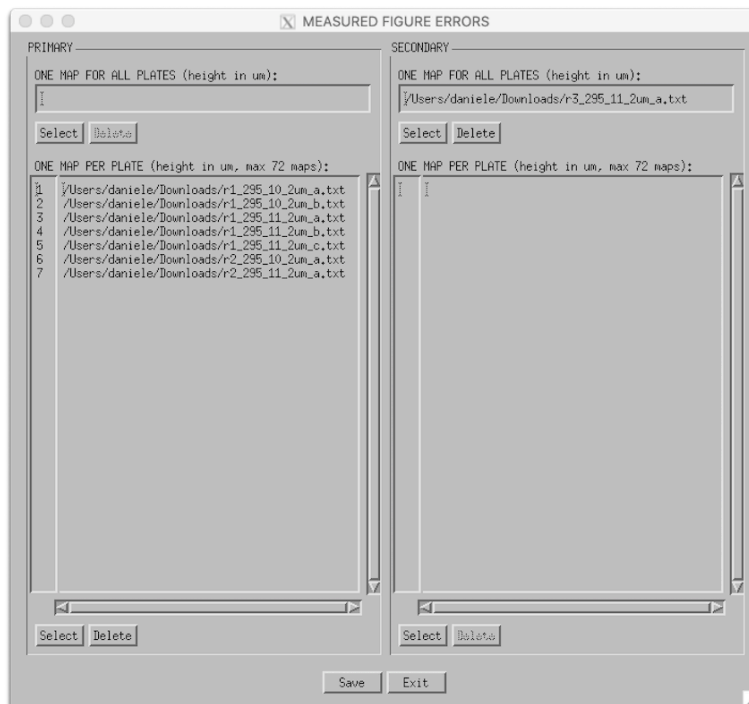 MEASURED FIGURE ERRORS
PRIMARY
ONE MAP FOR ALL PLATES (height in um):
Select Delete
ONE MAP PER PLATE (height in um, max 72 maps):
1 /Users/daniele/Downloads/r1_295_10_2um_a.txt
2 /Users/daniele/Downloads/r1_295_10_2um_b.txt
3 /Users/daniele/Downloads/r1_295_11_2um_a.txt
4 /Users/daniele/Downloads/r1_295_11_2um_b.txt
5 /Users/daniele/Downloads/r1_295_11_2um_c.txt
6 /Users/daniele/Downloads/r2_295_10_2um_a.txt
7 /Users/daniele/Downloads/r2_295_11_2um_a.txt
Select Delete
SECONDARY
ONE MAP FOR ALL PLATES (height in um):
/Users/daniele/Downloads/r3_295_11_2um_a.txt
Select Delete
ONE MAP PER PLATE (height in um, max 72 maps):
Select Delete
Save Exit